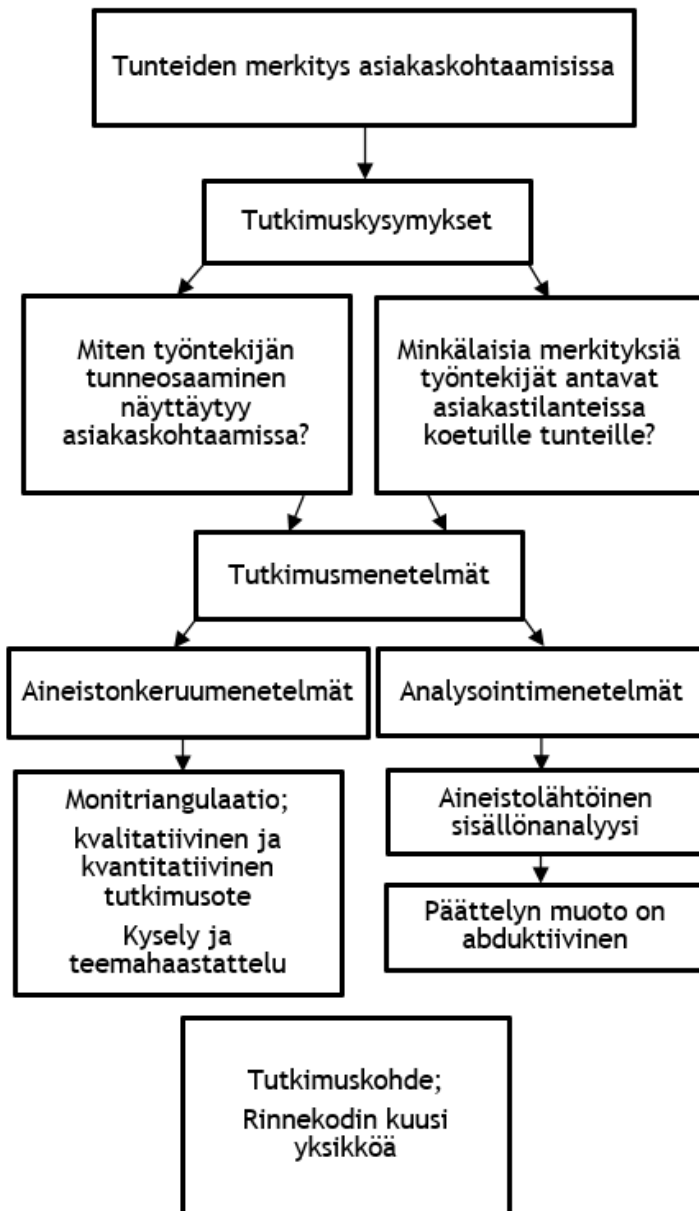 Tunteiden merkitys asiakaskohtaamisissa
Tutkimuskysymykset
Miten työntekijän
tunneosaaminen
näyttäytyy
asiakaskohtaamissa?
Minkälaisia merkityksiä
työntekijät antavat
asiakastilanteissa
koetuille tunteille?
Tutkimusmenetelmät
Aineistonkeruumenetelmät
Analysointimenetelmät
Monitriangulaatio;
kvalitatiivinen ja
kvantitatiivinen
tutkimusote
Kysely ja
teemahaastattelu
Aineistolähtöinen
sisällönanalyysi
Päättelyn muoto on
abduktiivinen
Tutkimuskohde;
Rinnekodin kuusi
yksikköä